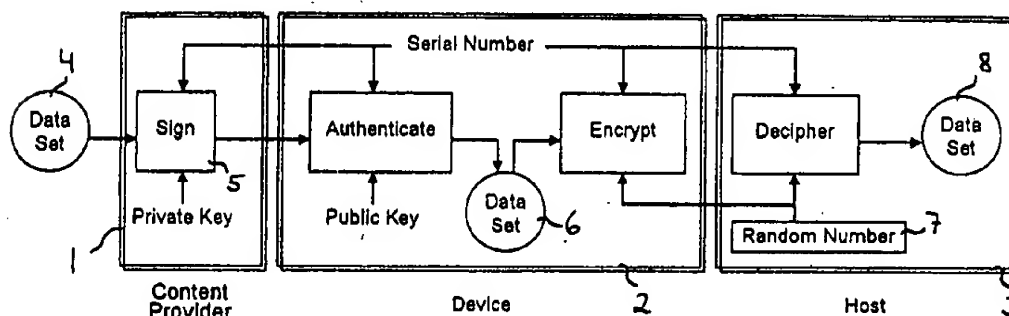 4
Data
Set
Sign
5
Private Key
1
Content
Provider
Serial Number
Authenticate
Public Key
Data
Set
6
Encrypt
2
Device
Decipher
Random Number
7
8
Data
Set
3
Host